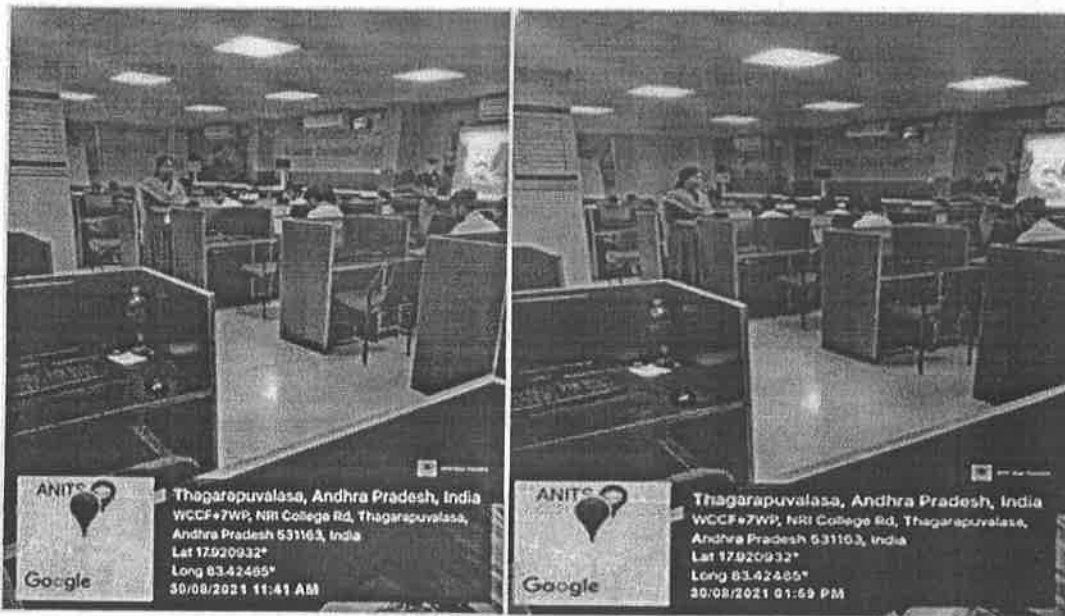 ANITS
Google
Thagarapuvalasa, Andhra Pradesh, India
WCCF+7WP, NRI College Rd, Thagarapuvalasa,
Andhra Pradesh 531163, India
Lat 17.920932°
Long 83.42465°
30/08/2021 11:41 AM
ANITS
Google
Thagarapuvalasa, Andhra Pradesh, India
WCCF+7WP, NRI College Rd, Thagarapuvalasa,
Andhra Pradesh 531163, India
Lat 17.920932°
Long 83.42465°
30/08/2021 01:59 PM